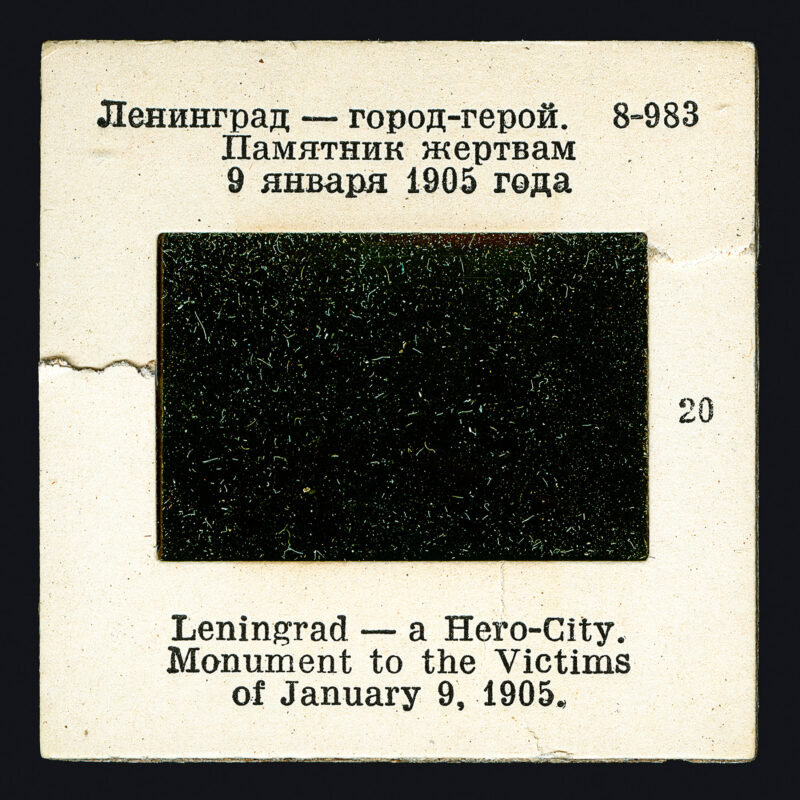 Ленинград — город-герой. 8-983
Памятник жертвам
9 января 1905 года
20
Leningrad — a Hero-City.
Monument to the Victims
of January 9, 1905.